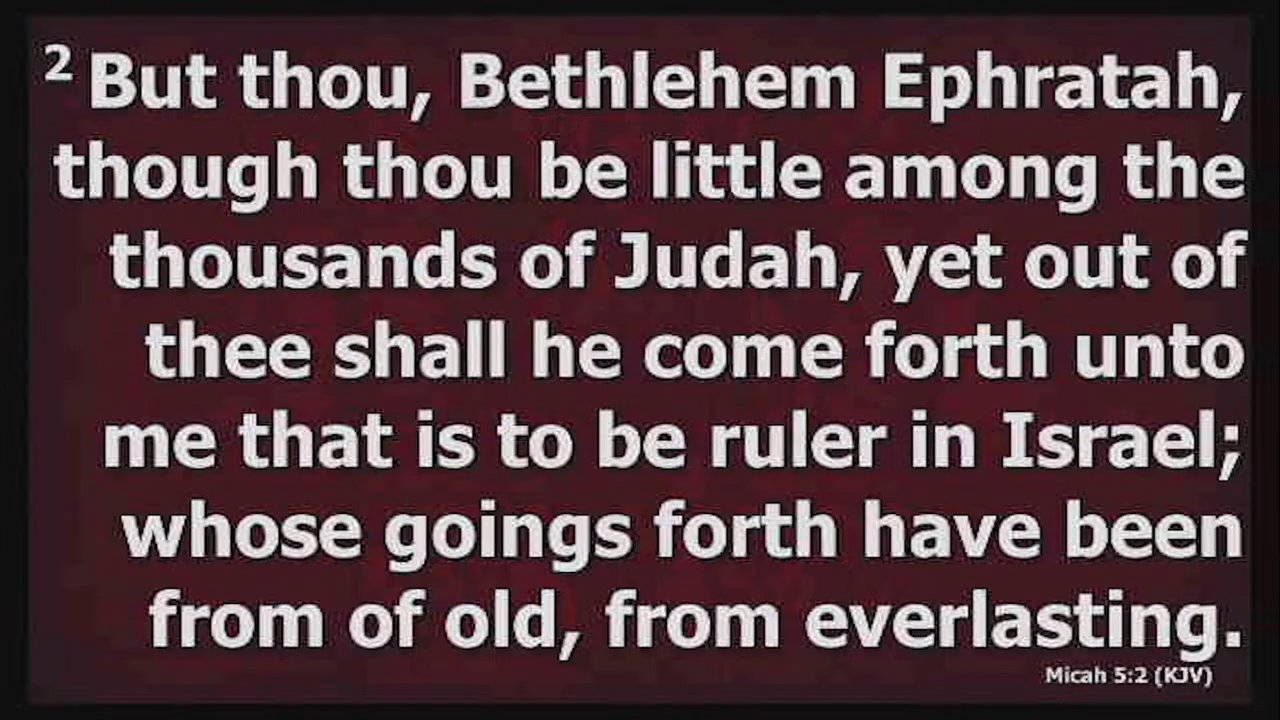 2 But thou, Bethlehem Ephratah,
though thou be little among the
thousands of Judah, yet out of
thee shall he come forth unto
me that is to be ruler in Israel;
whose goings forth have been
from of old, from everlasting.
Micah 5:2 (KJV)